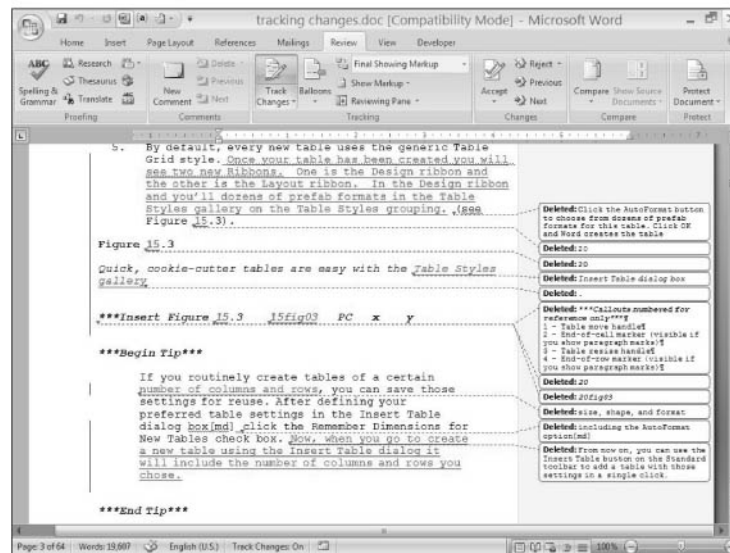 tracking changes.doc [Compatibility Mode] - Microsoft Word
Home Insert Page Layout References Mailings Review View Developer
ABC
Spelling & Grammar
Research
Thesaurus
Translate
Proofing
New Comment
Delete
Previous
Next
Comments
Track Changes
Balloons
Final Showing Markup
Show Markup
Reviewing Pane
Tracking
Accept
Reject
Previous
Next
Changes
Compare
Show Source Documents
Compare
Protect Document
Protect
5. By default, every new table uses the generic Table
Grid style. Once your table has been created you will
see two new Ribbons. One is the Design ribbon and
the other is the Layout ribbon. In the Design ribbon
and you'll dozens of prefab formats in the Table
Styles gallery on the Table Styles grouping. (see
Figure 15.3).
Figure 15.3
Quick, cookie-cutter tables are easy with the Table Styles
gallery
***Insert Figure 15.3 15fig03 PC x y
***Begin Tip***
If you routinely create tables of a certain
number of columns and rows, you can save those
settings for reuse. After defining your
preferred table settings in the Insert Table
dialog box[md] click the Remember Dimensions for
New Tables check box. Now, when you go to create
a new table using the Insert Table dialog it
will include the number of columns and rows you
chose.
***End Tip***
Deleted: Click the AutoFormat button
to choose from dozens of prefab
formats for this table. Click OK
and Word creates the table
Deleted: 20
Deleted: 20
Deleted: Insert Table dialog box
Deleted: .
Deleted: ***Callouts numbered for
reference only***¶
1 - Table move handle¶
2 - End-of-cell marker (visible if
you show paragraph marks)¶
3 - Table resize handle¶
4 - End-of-row marker (visible if
you show paragraph marks)¶
Deleted: 20
Deleted: 20fig03
Deleted: size, shape, and format
Deleted: including the AutoFormat
option[md]
Deleted: From now on, you can use the
Insert Table button on the Standard
toolbar to add a table with those
settings in a single click.
Page: 3 of 64 Words: 19,607 English (U.S.) Track Changes: On 100%